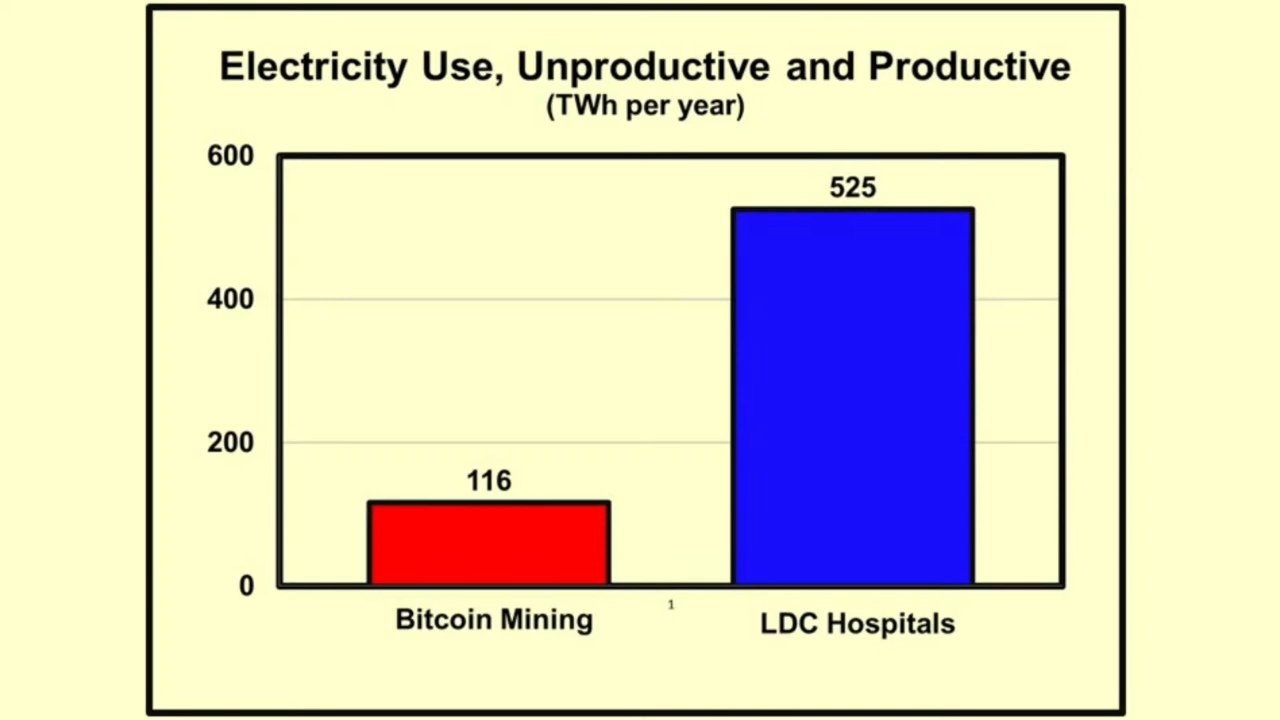 Electricity Use, Unproductive and Productive
(TWh per year)
600
525
400
200
116
0
1
Bitcoin Mining
LDC Hospitals